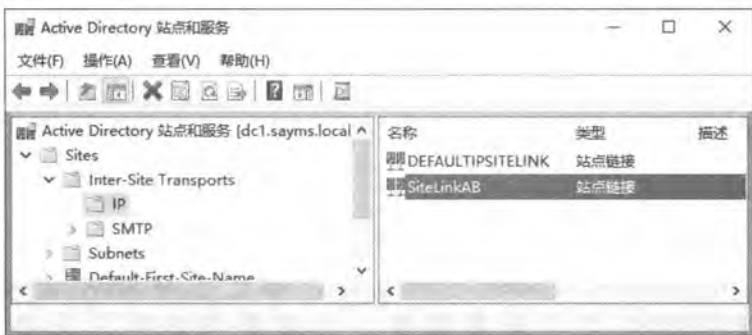 Active Directory 站点和服务
文件(F) 操作(A) 查看(V) 帮助(H)
Active Directory 站点和服务 [dc1.sayms.local
Sites
Inter-Site Transports
IP
SMTP
Subnets
Default-First-Site-Name
名称 类型 描述
DEFAULTIPSITELINK 站点链接
SiteLinkAB 站点链接